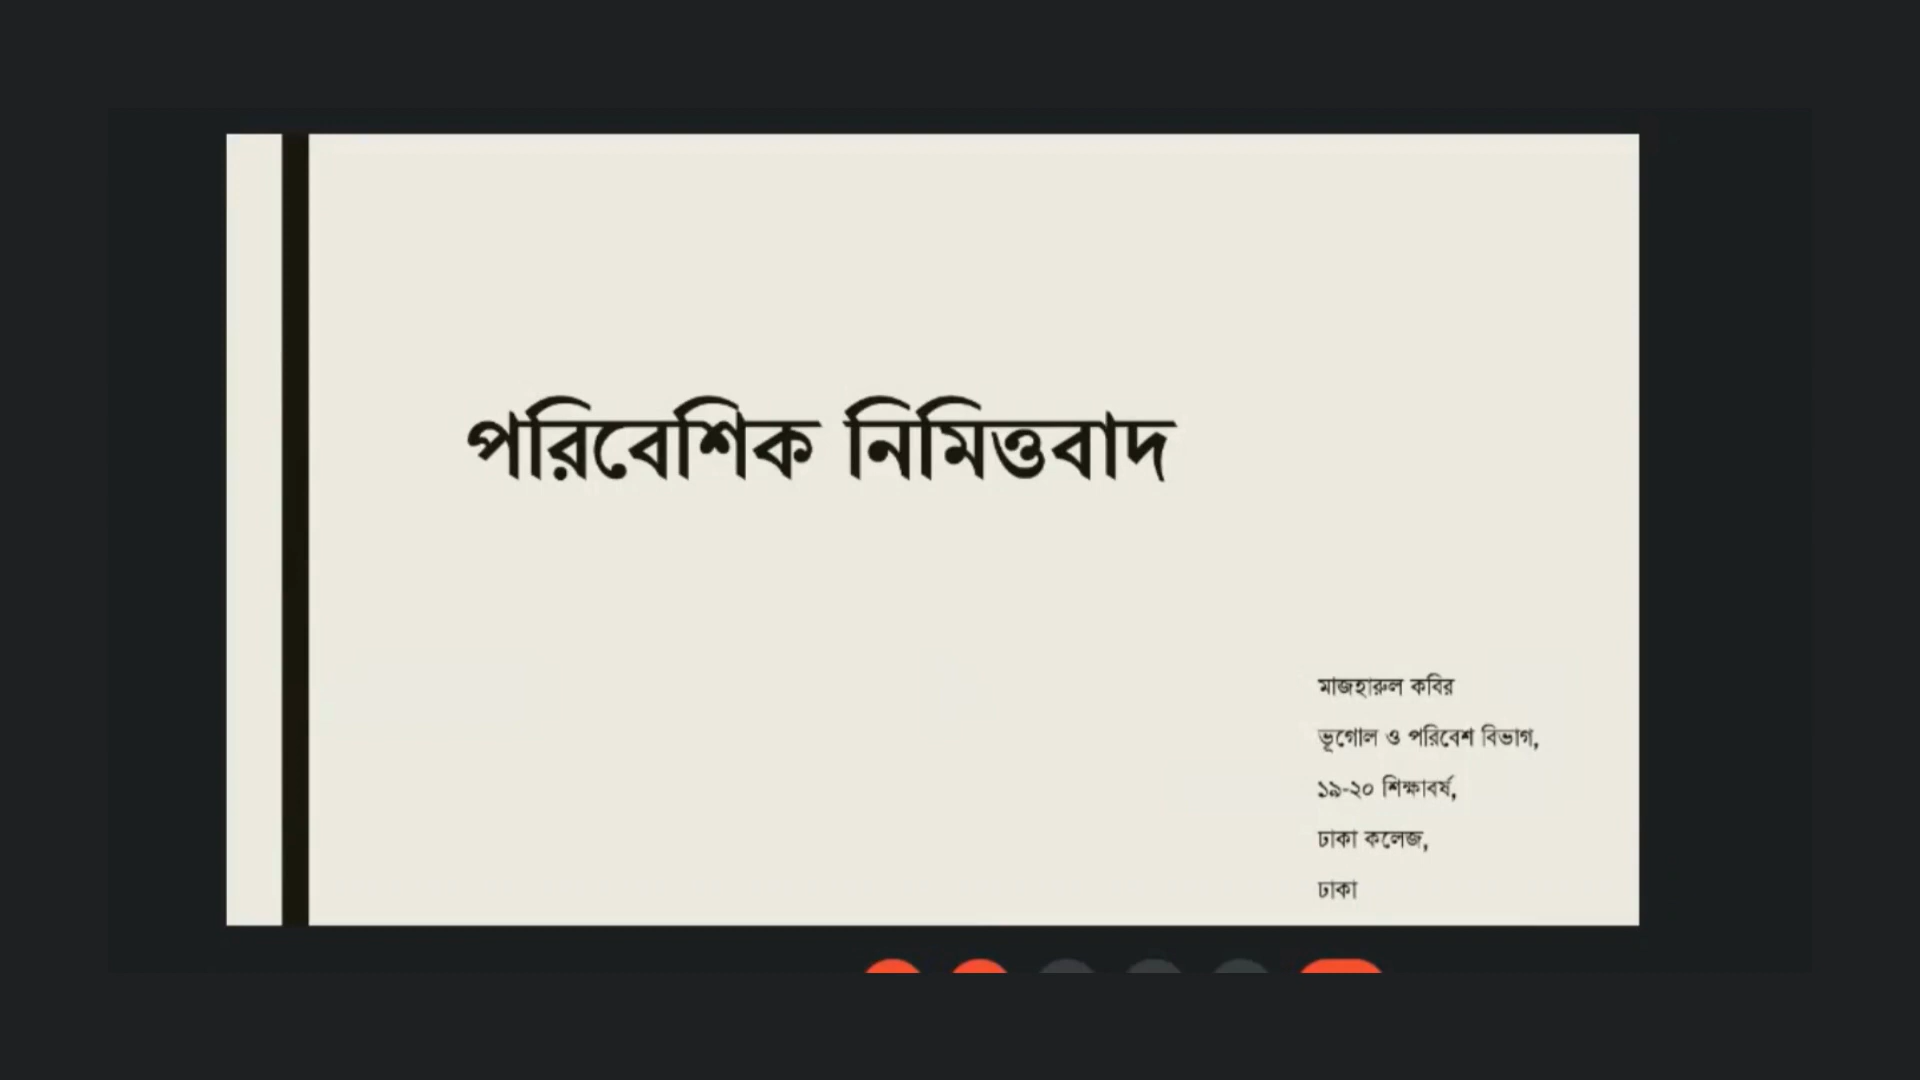 পরিবেশিক নিমিত্তবাদ
মাজহারুল কবির
ভূগোল ও পরিবেশ বিভাগ,
১৯-২০ শিক্ষাবর্ষ,
ঢাকা কলেজ,
ঢাকা